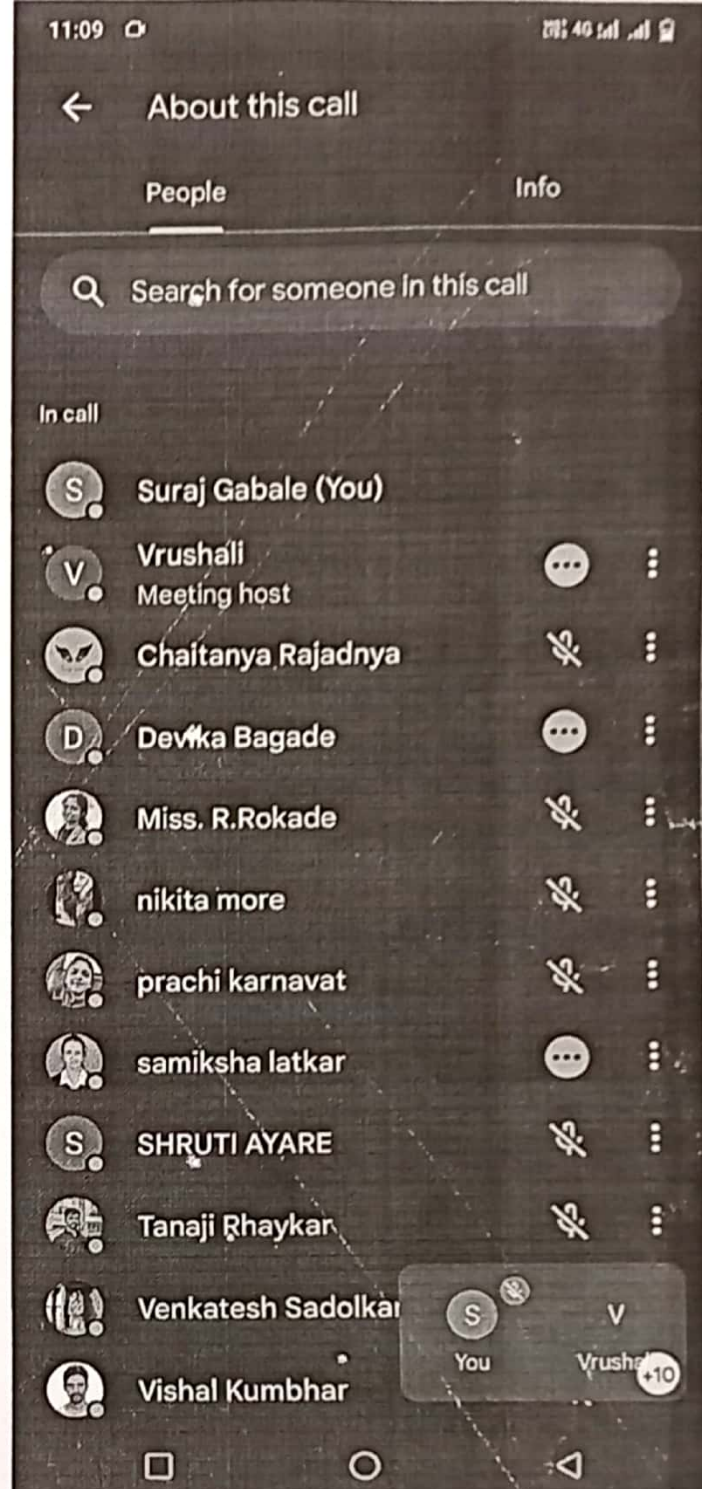 11:09
4G
About this call
People
Info
Search for someone in this call
In call
S
Suraj Gabale (You)
V
Vrushali
Meeting host
Chaitanya Rajadnya
D
Devika Bagade
Miss. R.Rokade
nikita more
prachi karnavat
samiksha latkar
S
SHRUTI AYARE
Tanaji Rhaykar
Venkatesh Sadolkar
Vishal Kumbhar
S
V
You
Vrusha
+10